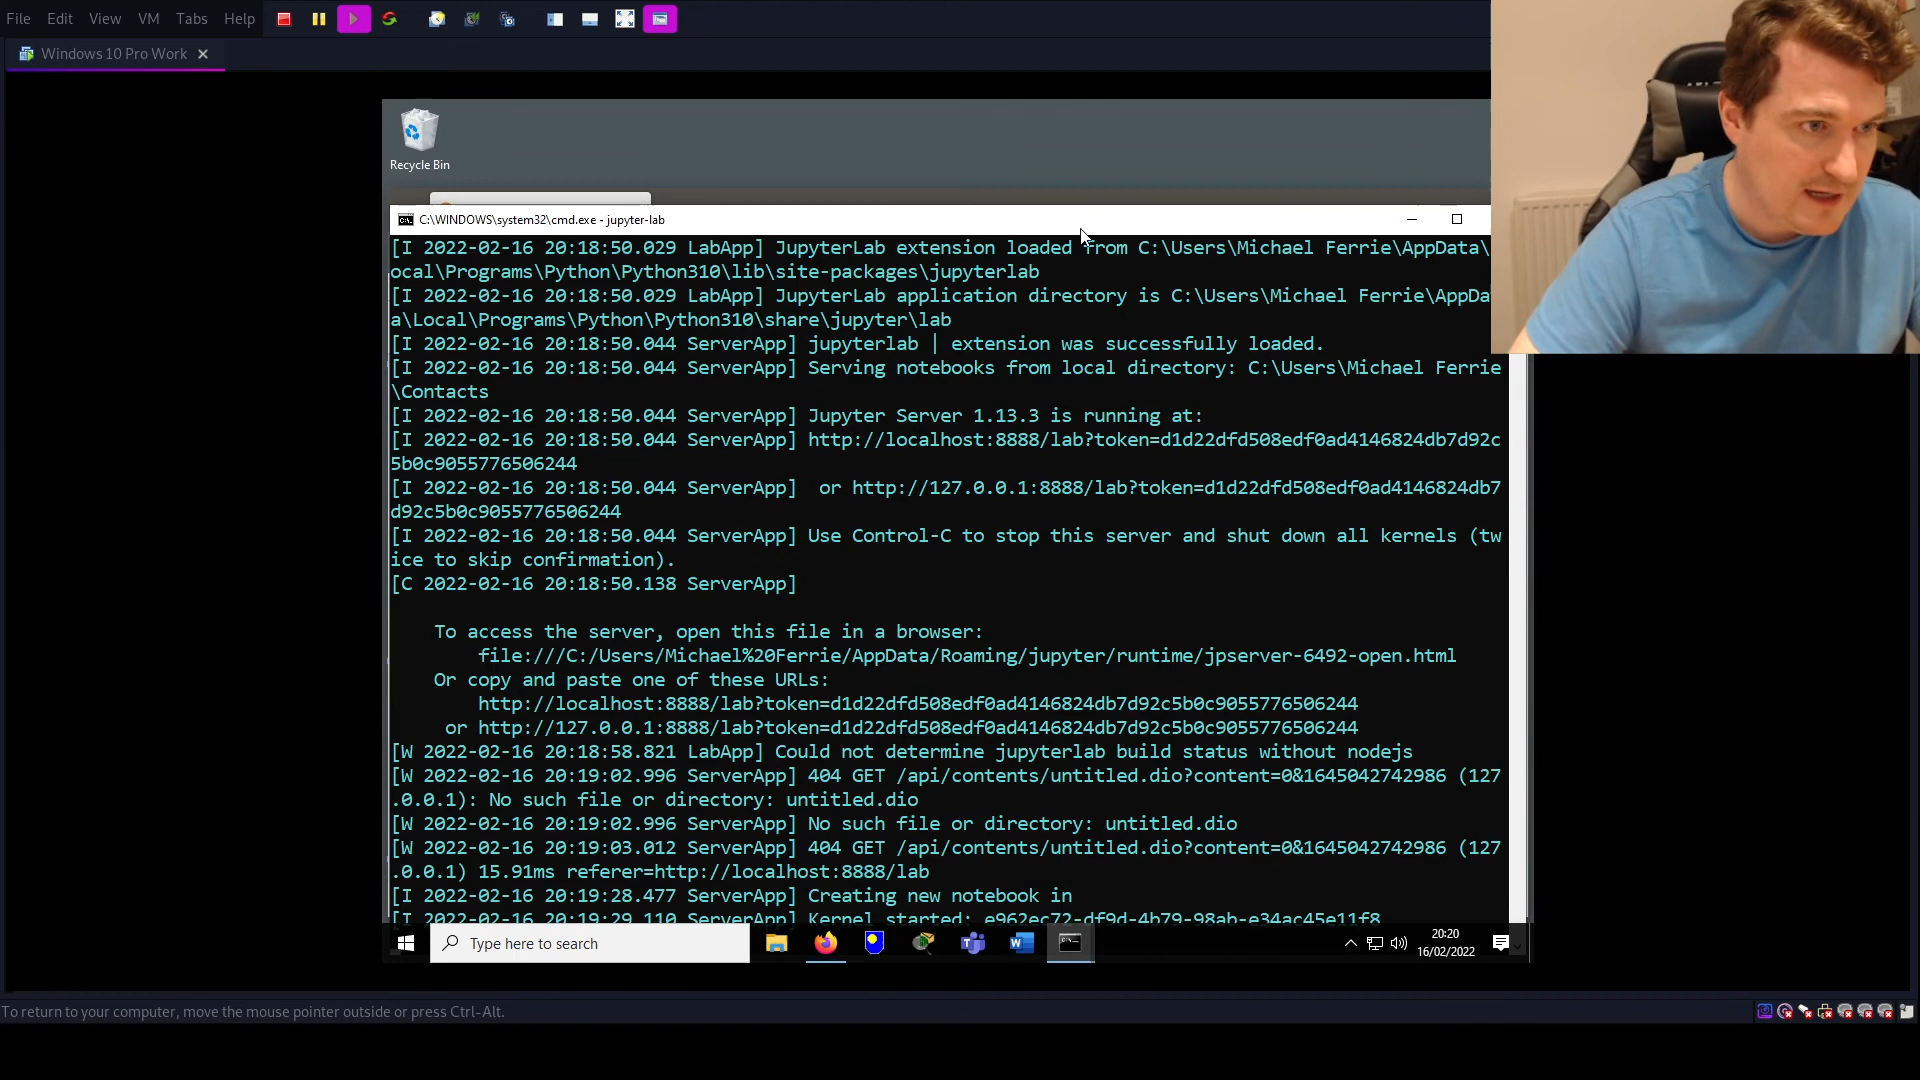 File Edit View VM Tabs Help
Windows 10 Pro Work
Recycle Bin
C:\WINDOWS\system32\cmd.exe - jupyter-lab
[I 2022-02-16 20:18:50.029 LabApp] JupyterLab extension loaded from C:\Users\Michael Ferrie\AppData\
ocal\Programs\Python\Python310\lib\site-packages\jupyterlab
[I 2022-02-16 20:18:50.029 LabApp] JupyterLab application directory is C:\Users\Michael Ferrie\AppDa
a\Local\Programs\Python\Python310\share\jupyter\lab
[I 2022-02-16 20:18:50.044 ServerApp] jupyterlab | extension was successfully loaded.
[I 2022-02-16 20:18:50.044 ServerApp] Serving notebooks from local directory: C:\Users\Michael Ferrie
\Contacts
[I 2022-02-16 20:18:50.044 ServerApp] Jupyter Server 1.13.3 is running at:
[I 2022-02-16 20:18:50.044 ServerApp] http://localhost:8888/lab?token=d1d22dfd508edf0ad4146824db7d92c
5b0c9055776506244
[I 2022-02-16 20:18:50.044 ServerApp]  or http://127.0.0.1:8888/lab?token=d1d22dfd508edf0ad4146824db7
d92c5b0c9055776506244
[I 2022-02-16 20:18:50.044 ServerApp] Use Control-C to stop this server and shut down all kernels (tw
ice to skip confirmation).
[C 2022-02-16 20:18:50.138 ServerApp]
To access the server, open this file in a browser:
file:///C:/Users/Michael%20Ferrie/AppData/Roaming/jupyter/runtime/jpserver-6492-open.html
Or copy and paste one of these URLs:
http://localhost:8888/lab?token=d1d22dfd508edf0ad4146824db7d92c5b0c9055776506244
or http://127.0.0.1:8888/lab?token=d1d22dfd508edf0ad4146824db7d92c5b0c9055776506244
[W 2022-02-16 20:18:58.821 LabApp] Could not determine jupyterlab build status without nodejs
[W 2022-02-16 20:19:02.996 ServerApp] 404 GET /api/contents/untitled.dio?content=0&1645042742986 (127
.0.0.1): No such file or directory: untitled.dio
[W 2022-02-16 20:19:02.996 ServerApp] No such file or directory: untitled.dio
[W 2022-02-16 20:19:03.012 ServerApp] 404 GET /api/contents/untitled.dio?content=0&1645042742986 (127
.0.0.1) 15.91ms referer=http://localhost:8888/lab
[I 2022-02-16 20:19:28.477 ServerApp] Creating new notebook in
[I 2022-02-16 20:19:29.110 ServerApp] Kernel started: e962ec72-df9d-4b79-98ab-e34ac45e11f8
Type here to search
20:20
16/02/2022
To return to your computer, move the mouse pointer outside or press Ctrl-Alt.